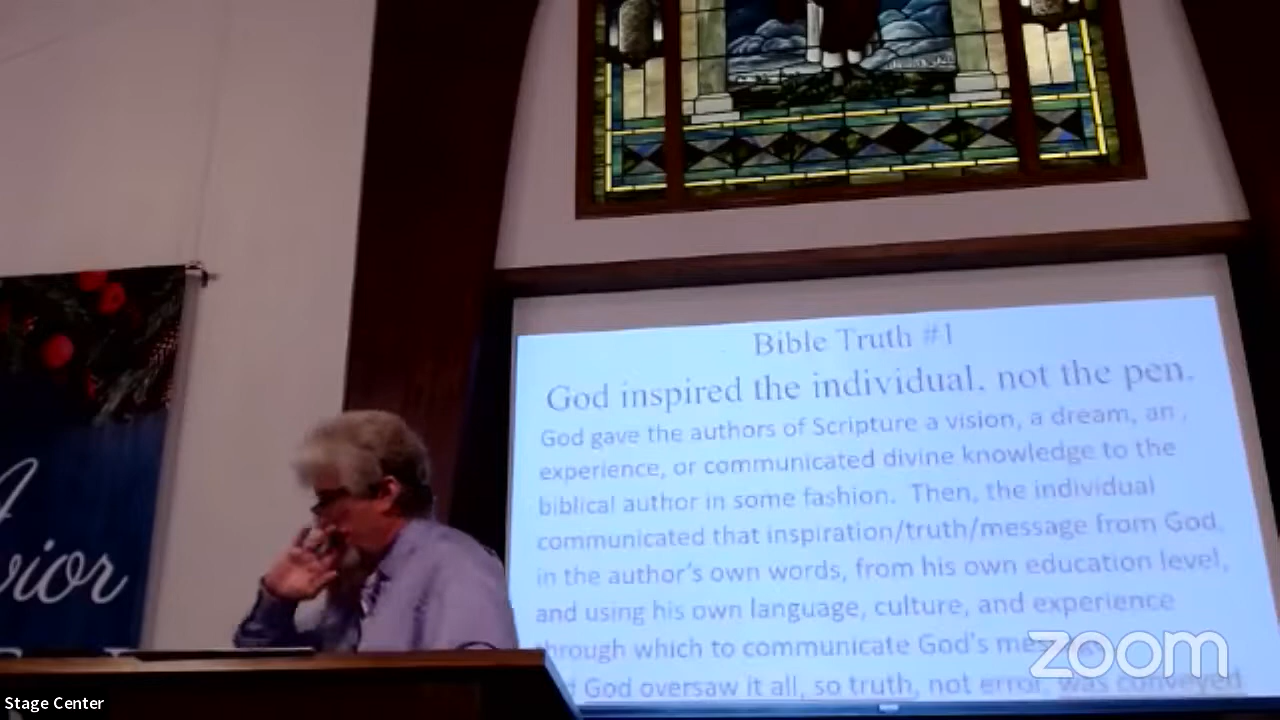 Bible Truth #1
God inspired the individual. not the pen.
God gave the authors of Scripture a vision, a dream, an
experience, or communicated divine knowledge to the
biblical author in some fashion. Then, the individual
communicated that inspiration/truth/message from God,
in the author's own words, from his own education level,
and using his own language, culture, and experience
through which to communicate God's
God oversaw it all, so truth, not error, was conveyed
A
vior
zoom
Stage Center